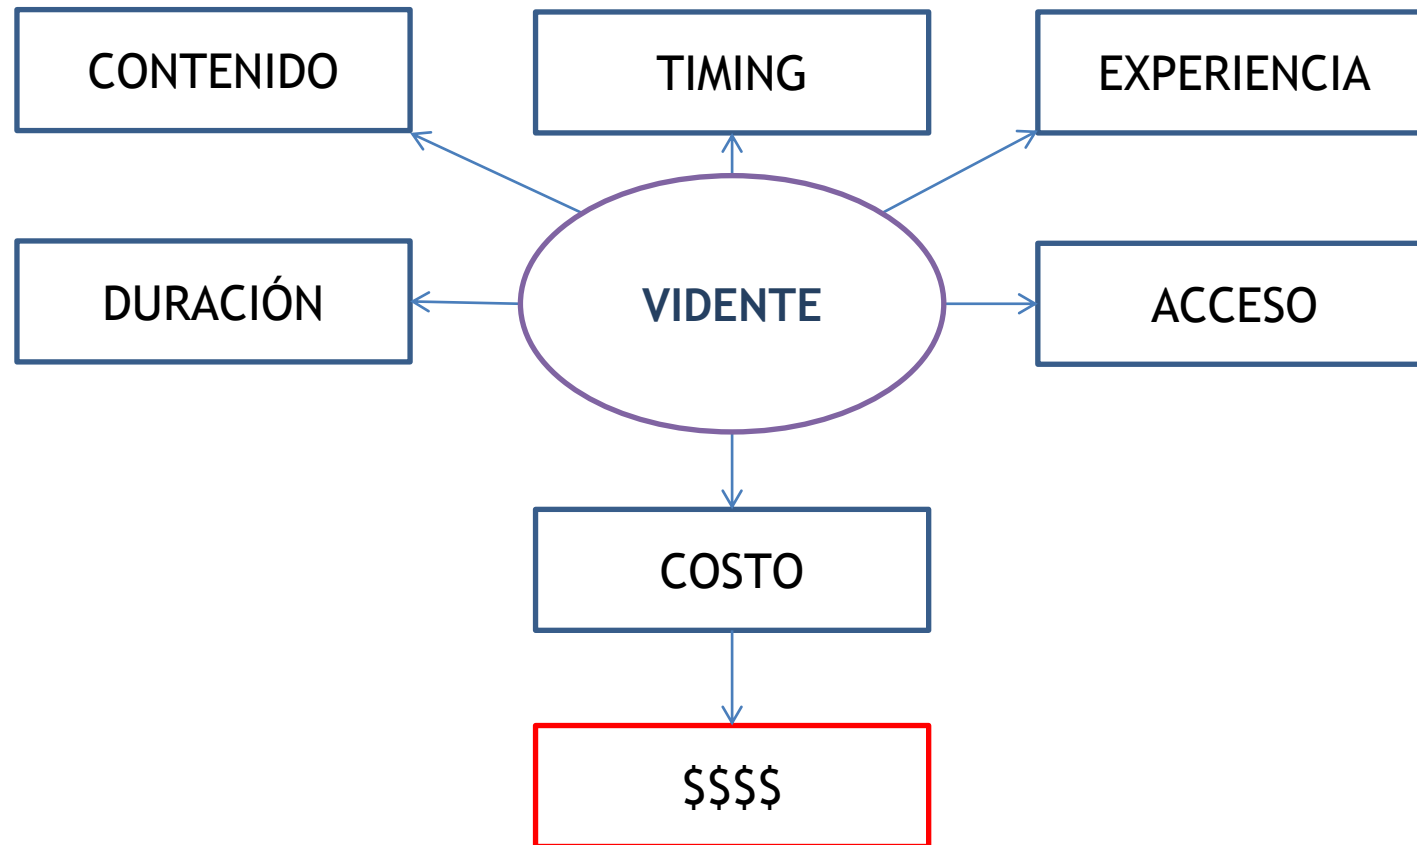 CONTENIDO
TIMING
EXPERIENCIA
DURACIÓN
VIDENTE
ACCESO
COSTO
$$$$